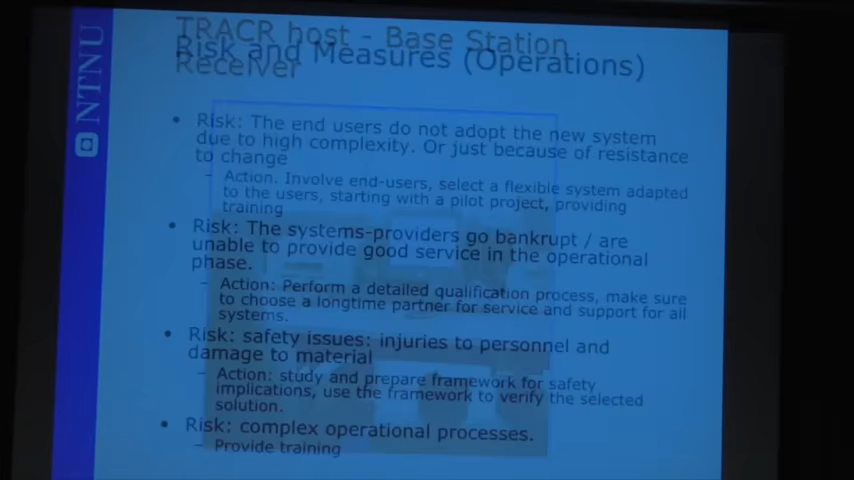 TRACR host - Base Station
Receiver
Risk and Measures (Operations)
NTNU
• Risk: The end users do not adopt the new system
due to high complexity. Or just because of resistance
to change
– Action. Involve end-users, select a flexible system adapted
to the users, starting with a pilot project, providing
training
• Risk: The systems-providers go bankrupt / are
unable to provide good service in the operational
phase.
– Action: Perform a detailed qualification process, make sure
to choose a longtime partner for service and support for all
systems.
• Risk: safety issues: injuries to personnel and
damage to material
– Action: study and prepare framework for safety
implications, use the framework to verify the selected
solution.
• Risk: complex operational processes.
– Provide training